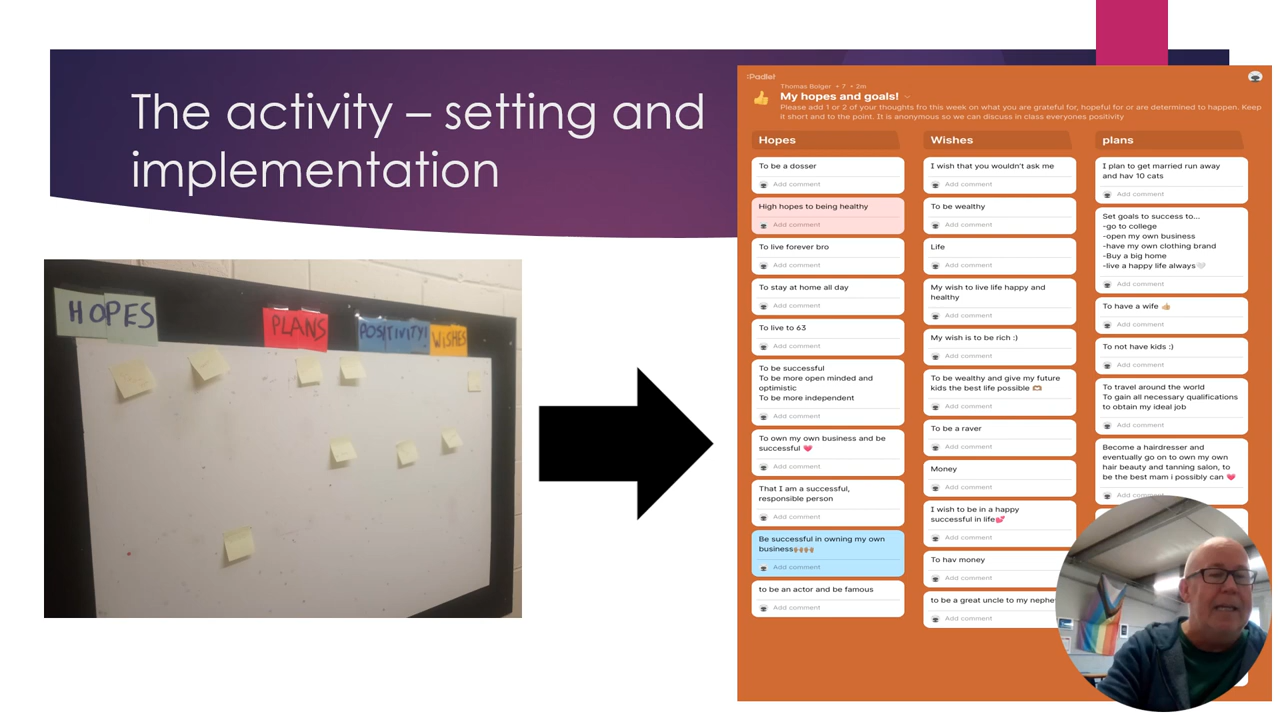 The activity – setting and
implementation
HOPES
PLANS
POSITIVITY!
WISHES
:Padlet
Thomas Bolger • 7 • 2m
My hopes and goals!
Please add 1 or 2 of your thoughts fro this week on what you are grateful for, hopeful for or are determined to happen. Keep
it short and to the point. It is anonymous so we can discuss in class everyones positivity
Hopes
To be a dosser
Add comment
High hopes to being healthy
Add comment
To live forever bro
Add comment
To stay at home all day
Add comment
To live to 63
Add comment
To be successful
To be more open minded and
optimistic
To be more independent
Add comment
To own my own business and be
successful 💗
Add comment
That I am a successful,
responsible person
Add comment
Be successful in owning my own
business🙌🏽🙌🏽
Add comment
to be an actor and be famous
Add comment
Wishes
I wish that you wouldn't ask me
Add comment
To be wealthy
Add comment
Life
Add comment
My wish to live life happy and
healthy
Add comment
My wish is to be rich :)
Add comment
To be wealthy and give my future
kids the best life possible 🫶🏽
Add comment
To be a raver
Add comment
Money
Add comment
I wish to be in a happy
successful in life💕
Add comment
To hav money
Add comment
to be a great uncle to my nephe
Add comment
plans
I plan to get married run away
and hav 10 cats
Add comment
Set goals to success to...
-go to college
-open my own business
-have my own clothing brand
-Buy a big home
-live a happy life always🤍
Add comment
To have a wife 👍🏼
Add comment
To not have kids :)
Add comment
To travel around the world
To gain all necessary qualifications
to obtain my ideal job
Add comment
Become a hairdresser and
eventually go on to own my own
hair beauty and tanning salon, to
be the best mam i possibly can 💗
Add comment